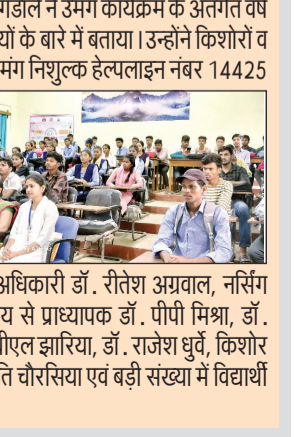 उमंग कार्यक्रम के अंतर्गत वर्ष
यों के बारे में बताया। उन्होंने किशोरों व
मंग निशुल्क हेल्पलाइन नंबर 14425
अधिकारी डॉ. रीतेश अग्रवाल, नर्सिंग
य से प्राध्यापक डॉ. पीपी मिश्रा, डॉ.
पीएल झारिया, डॉ. राजेश धुर्वे, किशोर
ति चौरसिया एवं बड़ी संख्या में विद्यार्थी